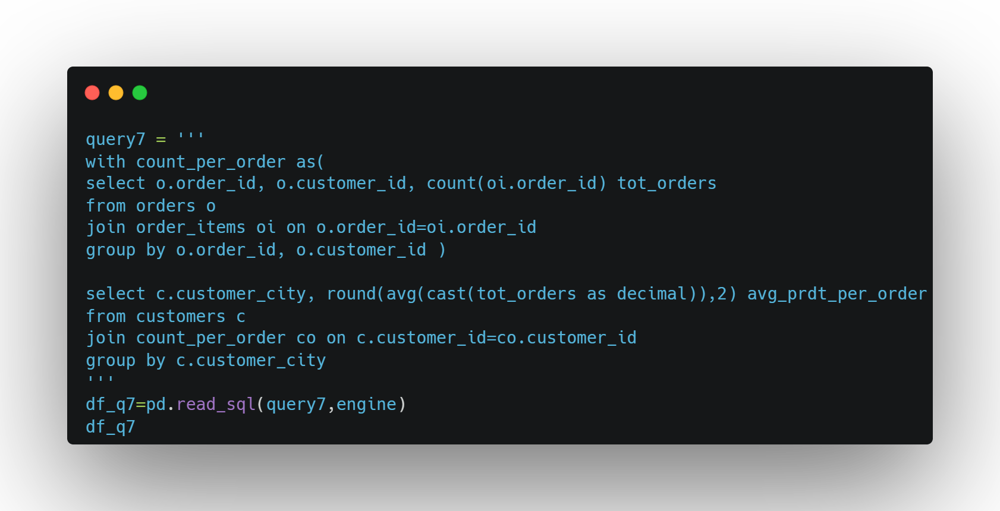 query7 = '''
with count_per_order as(
select o.order_id, o.customer_id, count(oi.order_id) tot_orders
from orders o
join order_items oi on o.order_id=oi.order_id
group by o.order_id, o.customer_id )
select c.customer_city, round(avg(cast(tot_orders as decimal)),2) avg_prdt_per_order
from customers c
join count_per_order co on c.customer_id=co.customer_id
group by c.customer_city
'''
df_q7=pd.read_sql(query7,engine)
df_q7